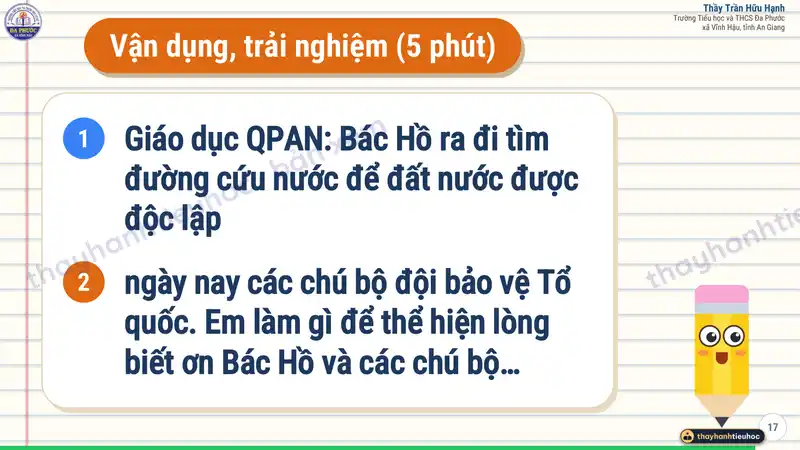 Thầy Trần Hữu Hạnh
Trường Tiểu học và THCS Đa Phước
xã Vĩnh Hậu, tỉnh An Giang
ĐA PHƯỚC
Vận dụng, trải nghiệm (5 phút)
1
Giáo dục QPAN: Bác Hồ ra đi tìm
đường cứu nước để đất nước được
độc lập
2
ngày nay các chú bộ đội bảo vệ Tổ
quốc. Em làm gì để thể hiện lòng
biết ơn Bác Hồ và các chú bộ…
thayhanhtieuhoc
17